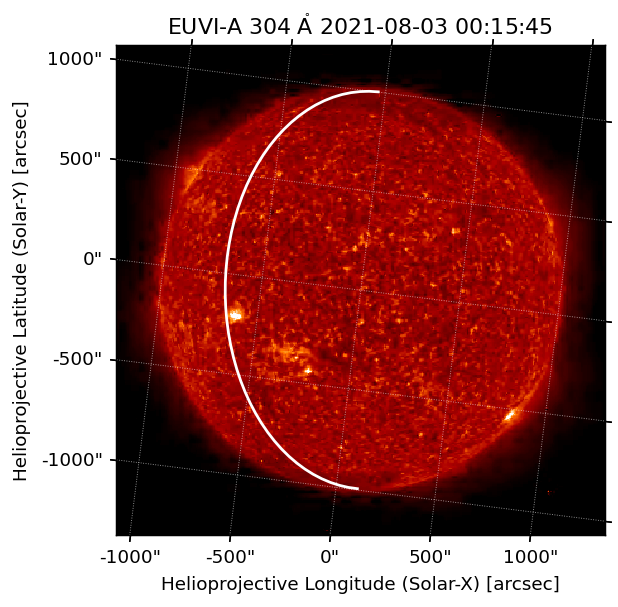 EUVI-A 304 Å 2021-08-03 00:15:45
1000"
500"
0"
-500"
-1000"
Helioprojective Latitude (Solar-Y) [arcsec]
-1000" -500" 0" 500" 1000"
Helioprojective Longitude (Solar-X) [arcsec]